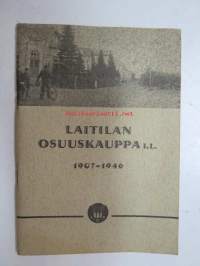 LAITILAN
OSUUSKAUPPA i.l.
1907-1946